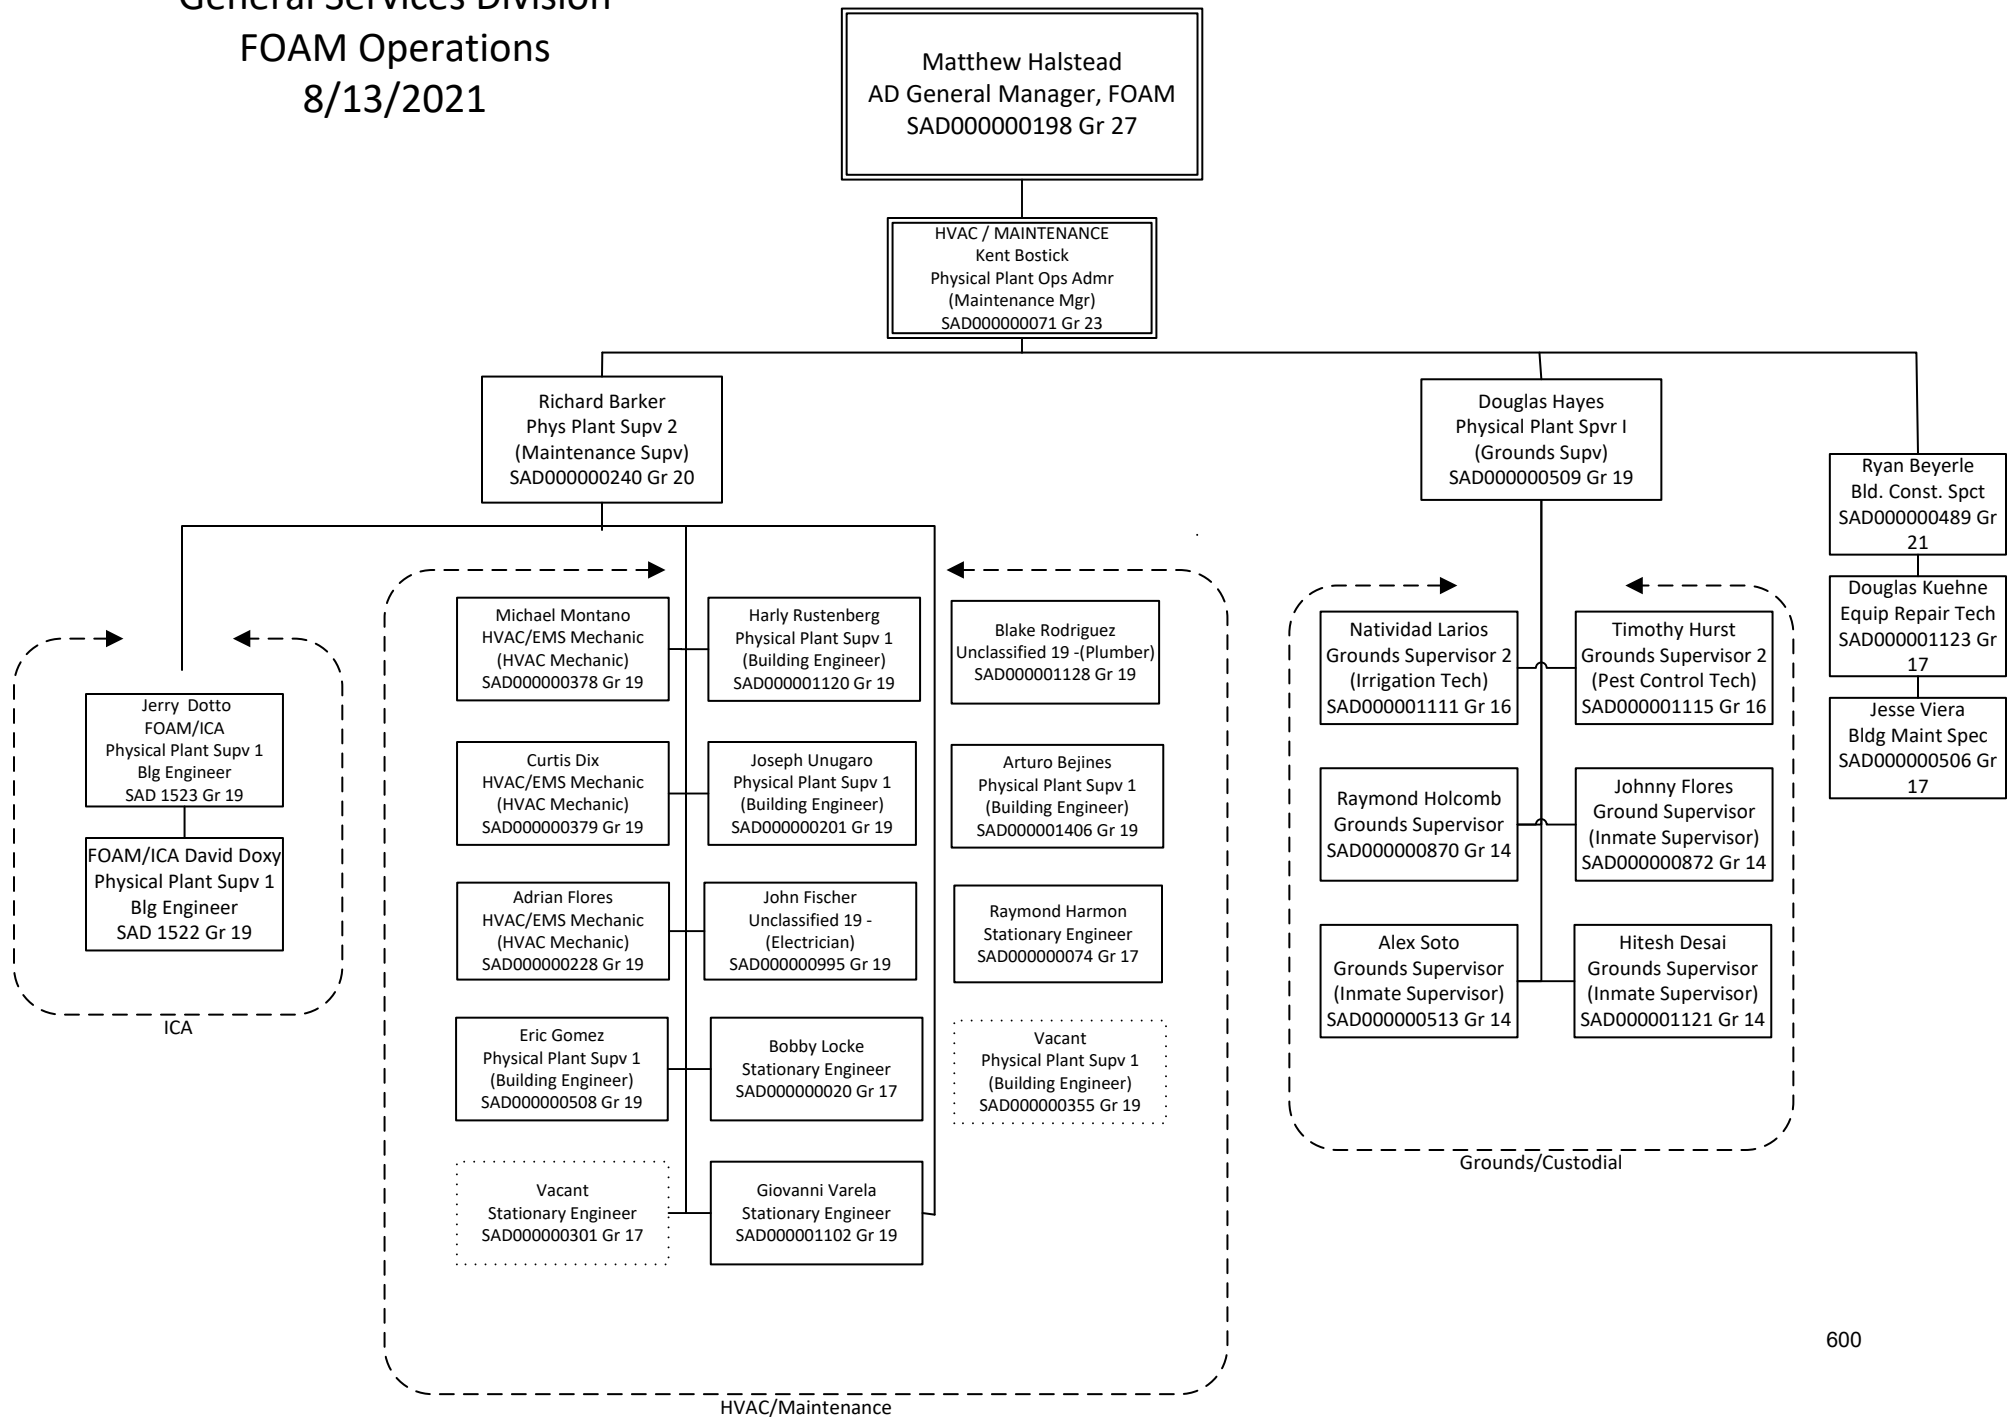 General Services Division
FOAM Operations
8/13/2021
Matthew Halstead
AD General Manager, FOAM
SAD000000198 Gr 27
HVAC / MAINTENANCE
Kent Bostick
Physical Plant Ops Admr
(Maintenance Mgr)
SAD000000071 Gr 23
Richard Barker
Phys Plant Supv 2
(Maintenance Supv)
SAD000000240 Gr 20
Douglas Hayes
Physical Plant Spvr I
(Grounds Supv)
SAD000000509 Gr 19
Ryan Beyerle
Bld. Const. Spct
SAD000000489 Gr
21
Douglas Kuehne
Equip Repair Tech
SAD000001123 Gr
17
Jesse Viera
Bldg Maint Spec
SAD000000506 Gr
17
Jerry  Dotto
FOAM/ICA
Physical Plant Supv 1
Blg Engineer
SAD 1523 Gr 19
FOAM/ICA David Doxy
Physical Plant Supv 1
Blg Engineer
SAD 1522 Gr 19
ICA
Michael Montano
HVAC/EMS Mechanic
(HVAC Mechanic)
SAD000000378 Gr 19
Harly Rustenberg
Physical Plant Supv 1
(Building Engineer)
SAD000001120 Gr 19
Blake Rodriguez
Unclassified 19 -(Plumber)
SAD000001128 Gr 19
Curtis Dix
HVAC/EMS Mechanic
(HVAC Mechanic)
SAD000000379 Gr 19
Joseph Unugaro
Physical Plant Supv 1
(Building Engineer)
SAD000000201 Gr 19
Arturo Bejines
Physical Plant Supv 1
(Building Engineer)
SAD000001406 Gr 19
Adrian Flores
HVAC/EMS Mechanic
(HVAC Mechanic)
SAD000000228 Gr 19
John Fischer
Unclassified 19 -
(Electrician)
SAD000000995 Gr 19
Raymond Harmon
Stationary Engineer
SAD000000074 Gr 17
Eric Gomez
Physical Plant Supv 1
(Building Engineer)
SAD000000508 Gr 19
Bobby Locke
Stationary Engineer
SAD000000020 Gr 17
Vacant
Physical Plant Supv 1
(Building Engineer)
SAD000000355 Gr 19
Vacant
Stationary Engineer
SAD000000301 Gr 17
Giovanni Varela
Stationary Engineer
SAD000001102 Gr 19
HVAC/Maintenance
Natividad Larios
Grounds Supervisor 2
(Irrigation Tech)
SAD000001111 Gr 16
Timothy Hurst
Grounds Supervisor 2
(Pest Control Tech)
SAD000001115 Gr 16
Raymond Holcomb
Grounds Supervisor
SAD000000870 Gr 14
Johnny Flores
Ground Supervisor
(Inmate Supervisor)
SAD000000872 Gr 14
Alex Soto
Grounds Supervisor
(Inmate Supervisor)
SAD000000513 Gr 14
Hitesh Desai
Grounds Supervisor
(Inmate Supervisor)
SAD000001121 Gr 14
Grounds/Custodial
600